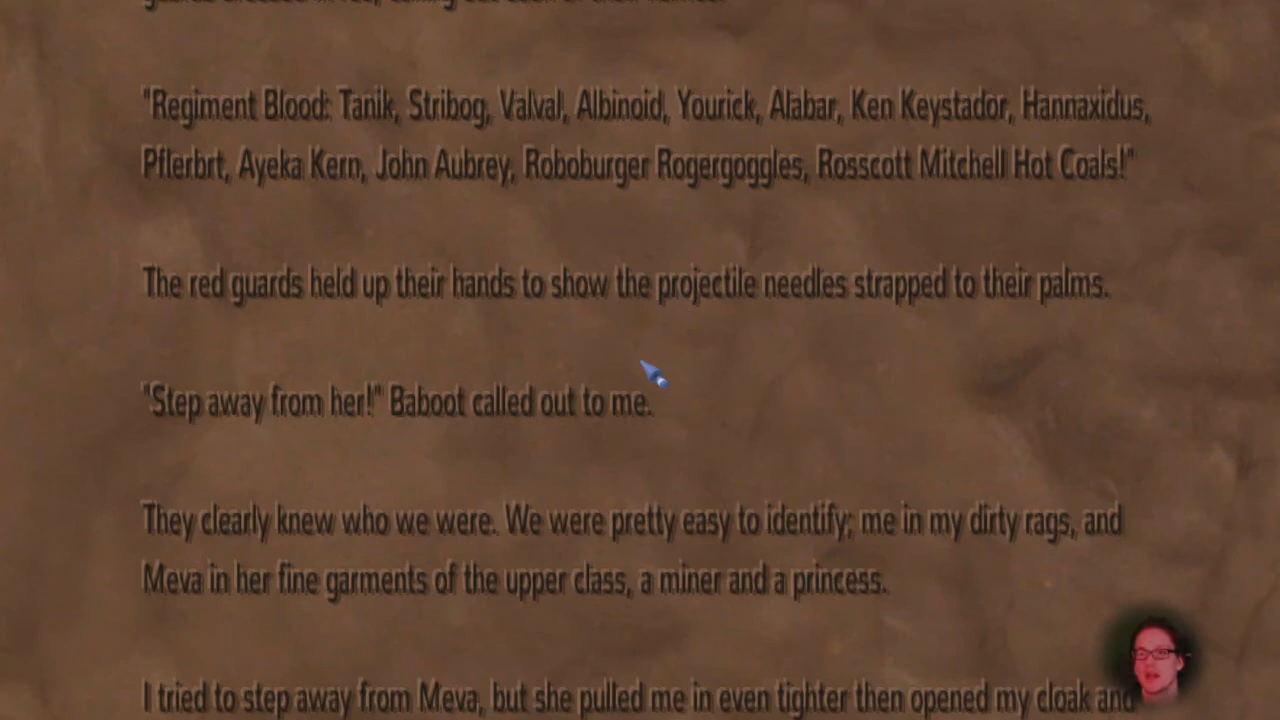 "Regiment Blood: Tanik, Stribog, Valval, Albinoid, Yourick, Alabar, Ken Keystador, Hannaxidus,
Pflerbrt, Ayeka Kern, John Aubrey, Roboburger Rogergoggles, Rosscott Mitchell Hot Coals!"
The red guards held up their hands to show the projectile needles strapped to their palms.
"Step away from her!" Baboot called out to me.
They clearly knew who we were. We were pretty easy to identify; me in my dirty rags, and
Meva in her fine garments of the upper class, a miner and a princess.
I tried to step away from Meva, but she pulled me in even tighter then opened my cloak and